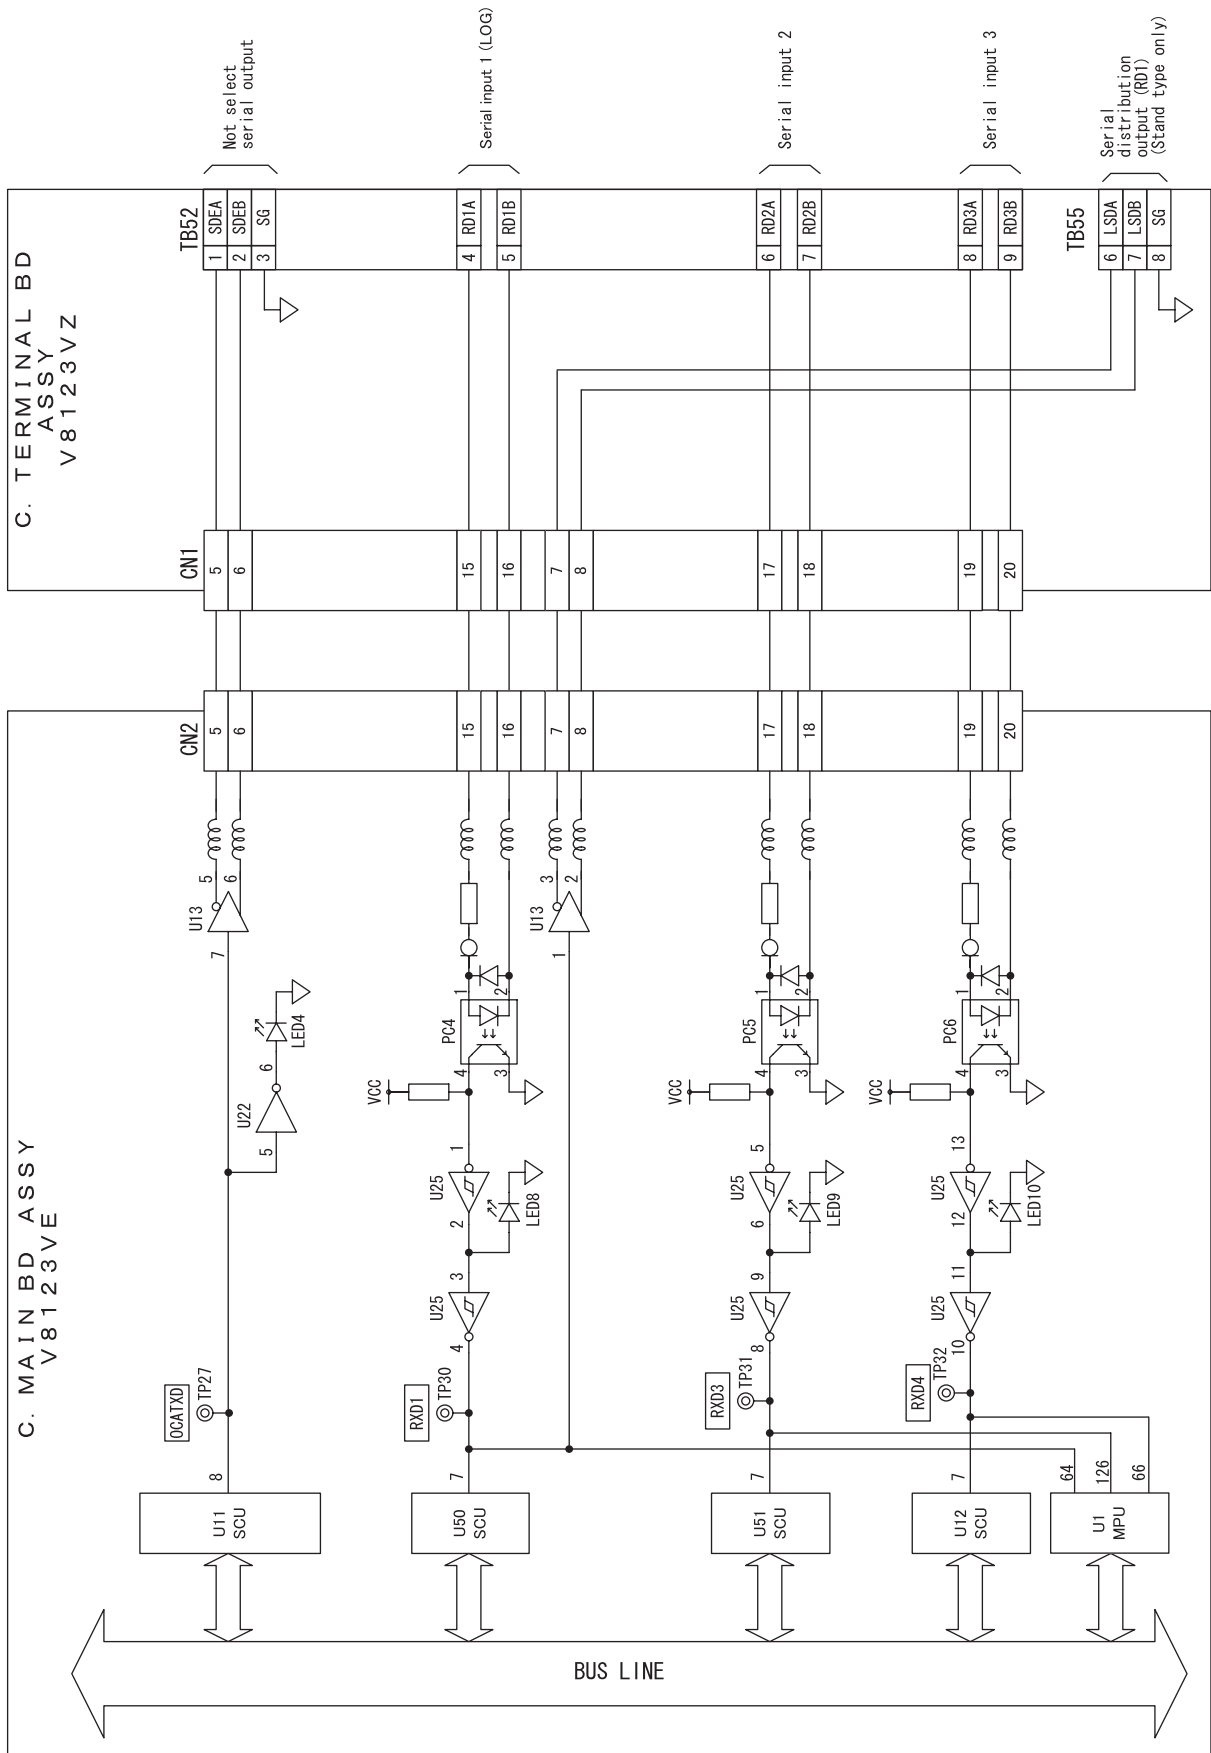 C. TERMINAL BD
ASSY
V8123VZ
TB52
1 SDEA
2 SDEB
3 SG
Not select
serial output
4 RD1A
5 RD1B
Serial input 1 (LOG)
6 RD2A
7 RD2B
Serial input 2
8 RD3A
9 RD3B
Serial input 3
TB55
6 LSDA
7 LSDB
8 SG
Serial
distribution
output (RD1)
(Stand type only)
CN1
5
6
15
16
7
8
17
18
19
20
C. MAIN BD ASSY
V8123VE
CN2
5
6
15
16
7
8
17
18
19
20
U13
5
6
7
LED4
6
U22
5
OCATXD
TP27
8
U11
SCU
PC4
1
2
4
3
VCC
1
U25
2
LED8
3
U25
4
RXD1
TP30
7
U50
SCU
U13
3
2
1
PC5
1
2
4
3
VCC
5
U25
6
LED9
9
U25
8
RXD3
TP31
7
U51
SCU
PC6
1
2
4
3
VCC
13
U25
12
LED10
11
U25
10
RXD4
TP32
7
U12
SCU
64
126
66
U1
MPU
BUS LINE